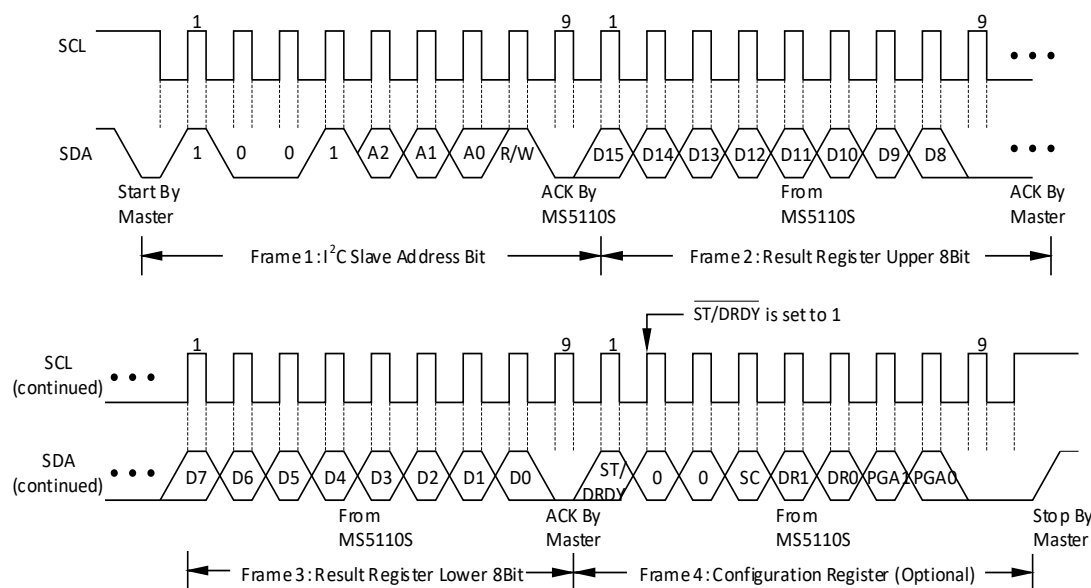 1 9 1 9
SCL
SDA
1 0 0 1 A2 A1 A0 R/W D15 D14 D13 D12 D11 D10 D9 D8
Start By
Master
ACK By
MS5110S
From
MS5110S
ACK By
Master
Frame 1: I²C Slave Address Bit
Frame 2: Result Register Upper 8Bit
ST/DRDY is set to 1
1 9 1 9
SCL
(continued)
SDA
(continued)
D7 D6 D5 D4 D3 D2 D1 D0 ST/
DRDY 0 0 SC DR1 DR0 PGA1 PGA0
From
MS5110S
ACK By
Master
From
MS5110S
Stop By
Master
Frame 3: Result Register Lower 8Bit
Frame 4: Configuration Register (Optional)